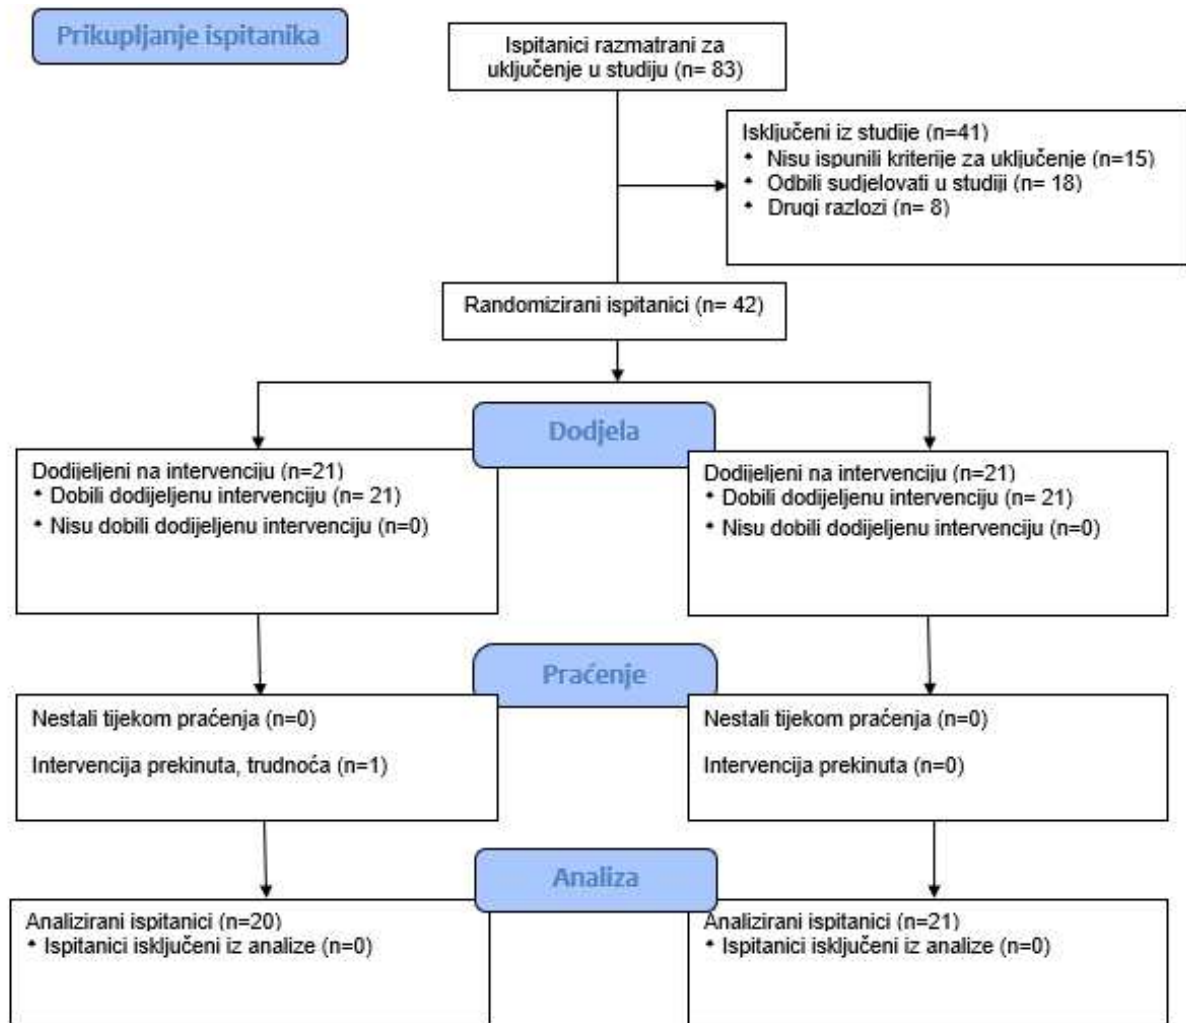 Prikupljanje ispitanika
Ispitanici razmatrani za
uključenje u studiju (n= 83)
Isključeni iz studije (n=41)
• Nisu ispunili kriterije za uključenje (n=15)
• Odbili sudjelovati u studiji (n= 18)
• Drugi razlozi (n= 8)
Randomizirani ispitanici (n= 42)
Dodjela
Dodijeljeni na intervenciju (n=21)
• Dobili dodijeljenu intervenciju (n= 21)
• Nisu dobili dodijeljenu intervenciju (n=0)
Dodijeljeni na intervenciju (n=21)
• Dobili dodijeljenu intervenciju (n= 21)
• Nisu dobili dodijeljenu intervenciju (n=0)
Praćenje
Nestali tijekom praćenja (n=0)
Intervencija prekinuta, trudnoća (n=1)
Nestali tijekom praćenja (n=0)
Intervencija prekinuta (n=0)
Analiza
Analizirani ispitanici (n=20)
• Ispitanici isključeni iz analize (n=0)
Analizirani ispitanici (n=21)
• Ispitanici isključeni iz analize (n=0)